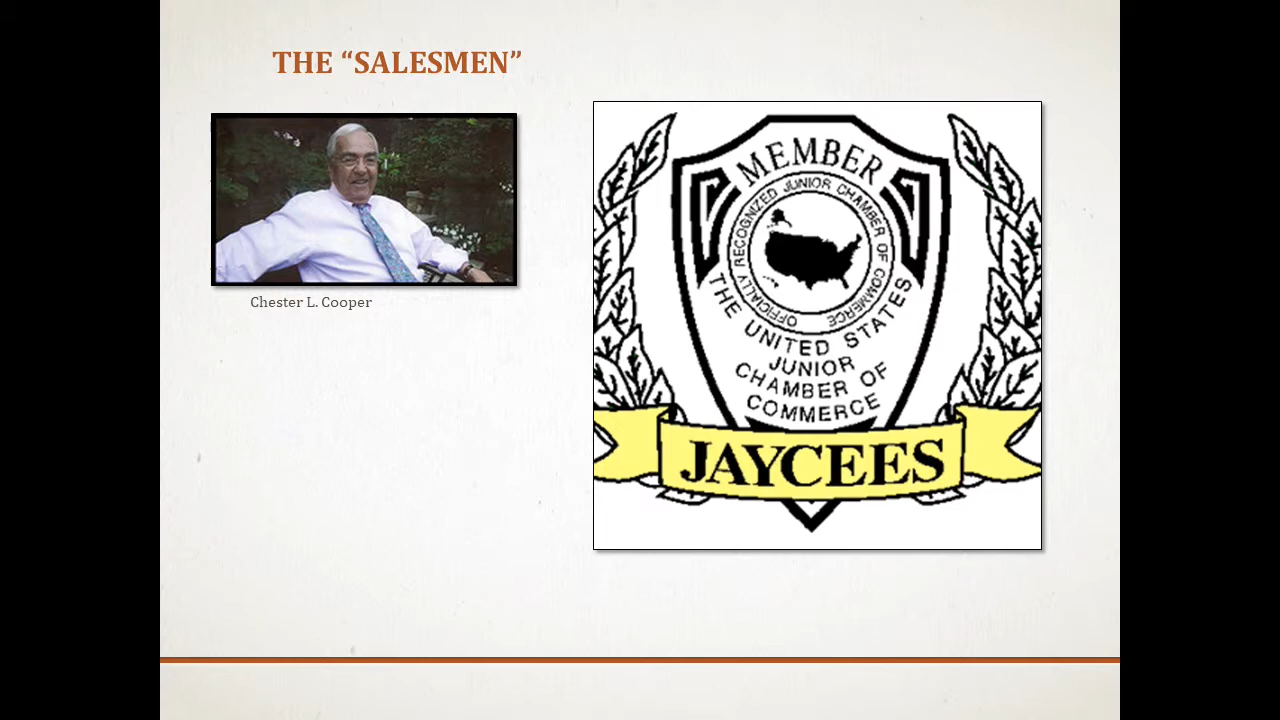 THE “SALESMEN”
Chester L. Cooper
MEMBER
OFFICIALLY RECOGNIZED JUNIOR CHAMBER OF COMMERCE
THE UNITED STATES
JUNIOR
CHAMBER OF
COMMERCE
JAYCEES